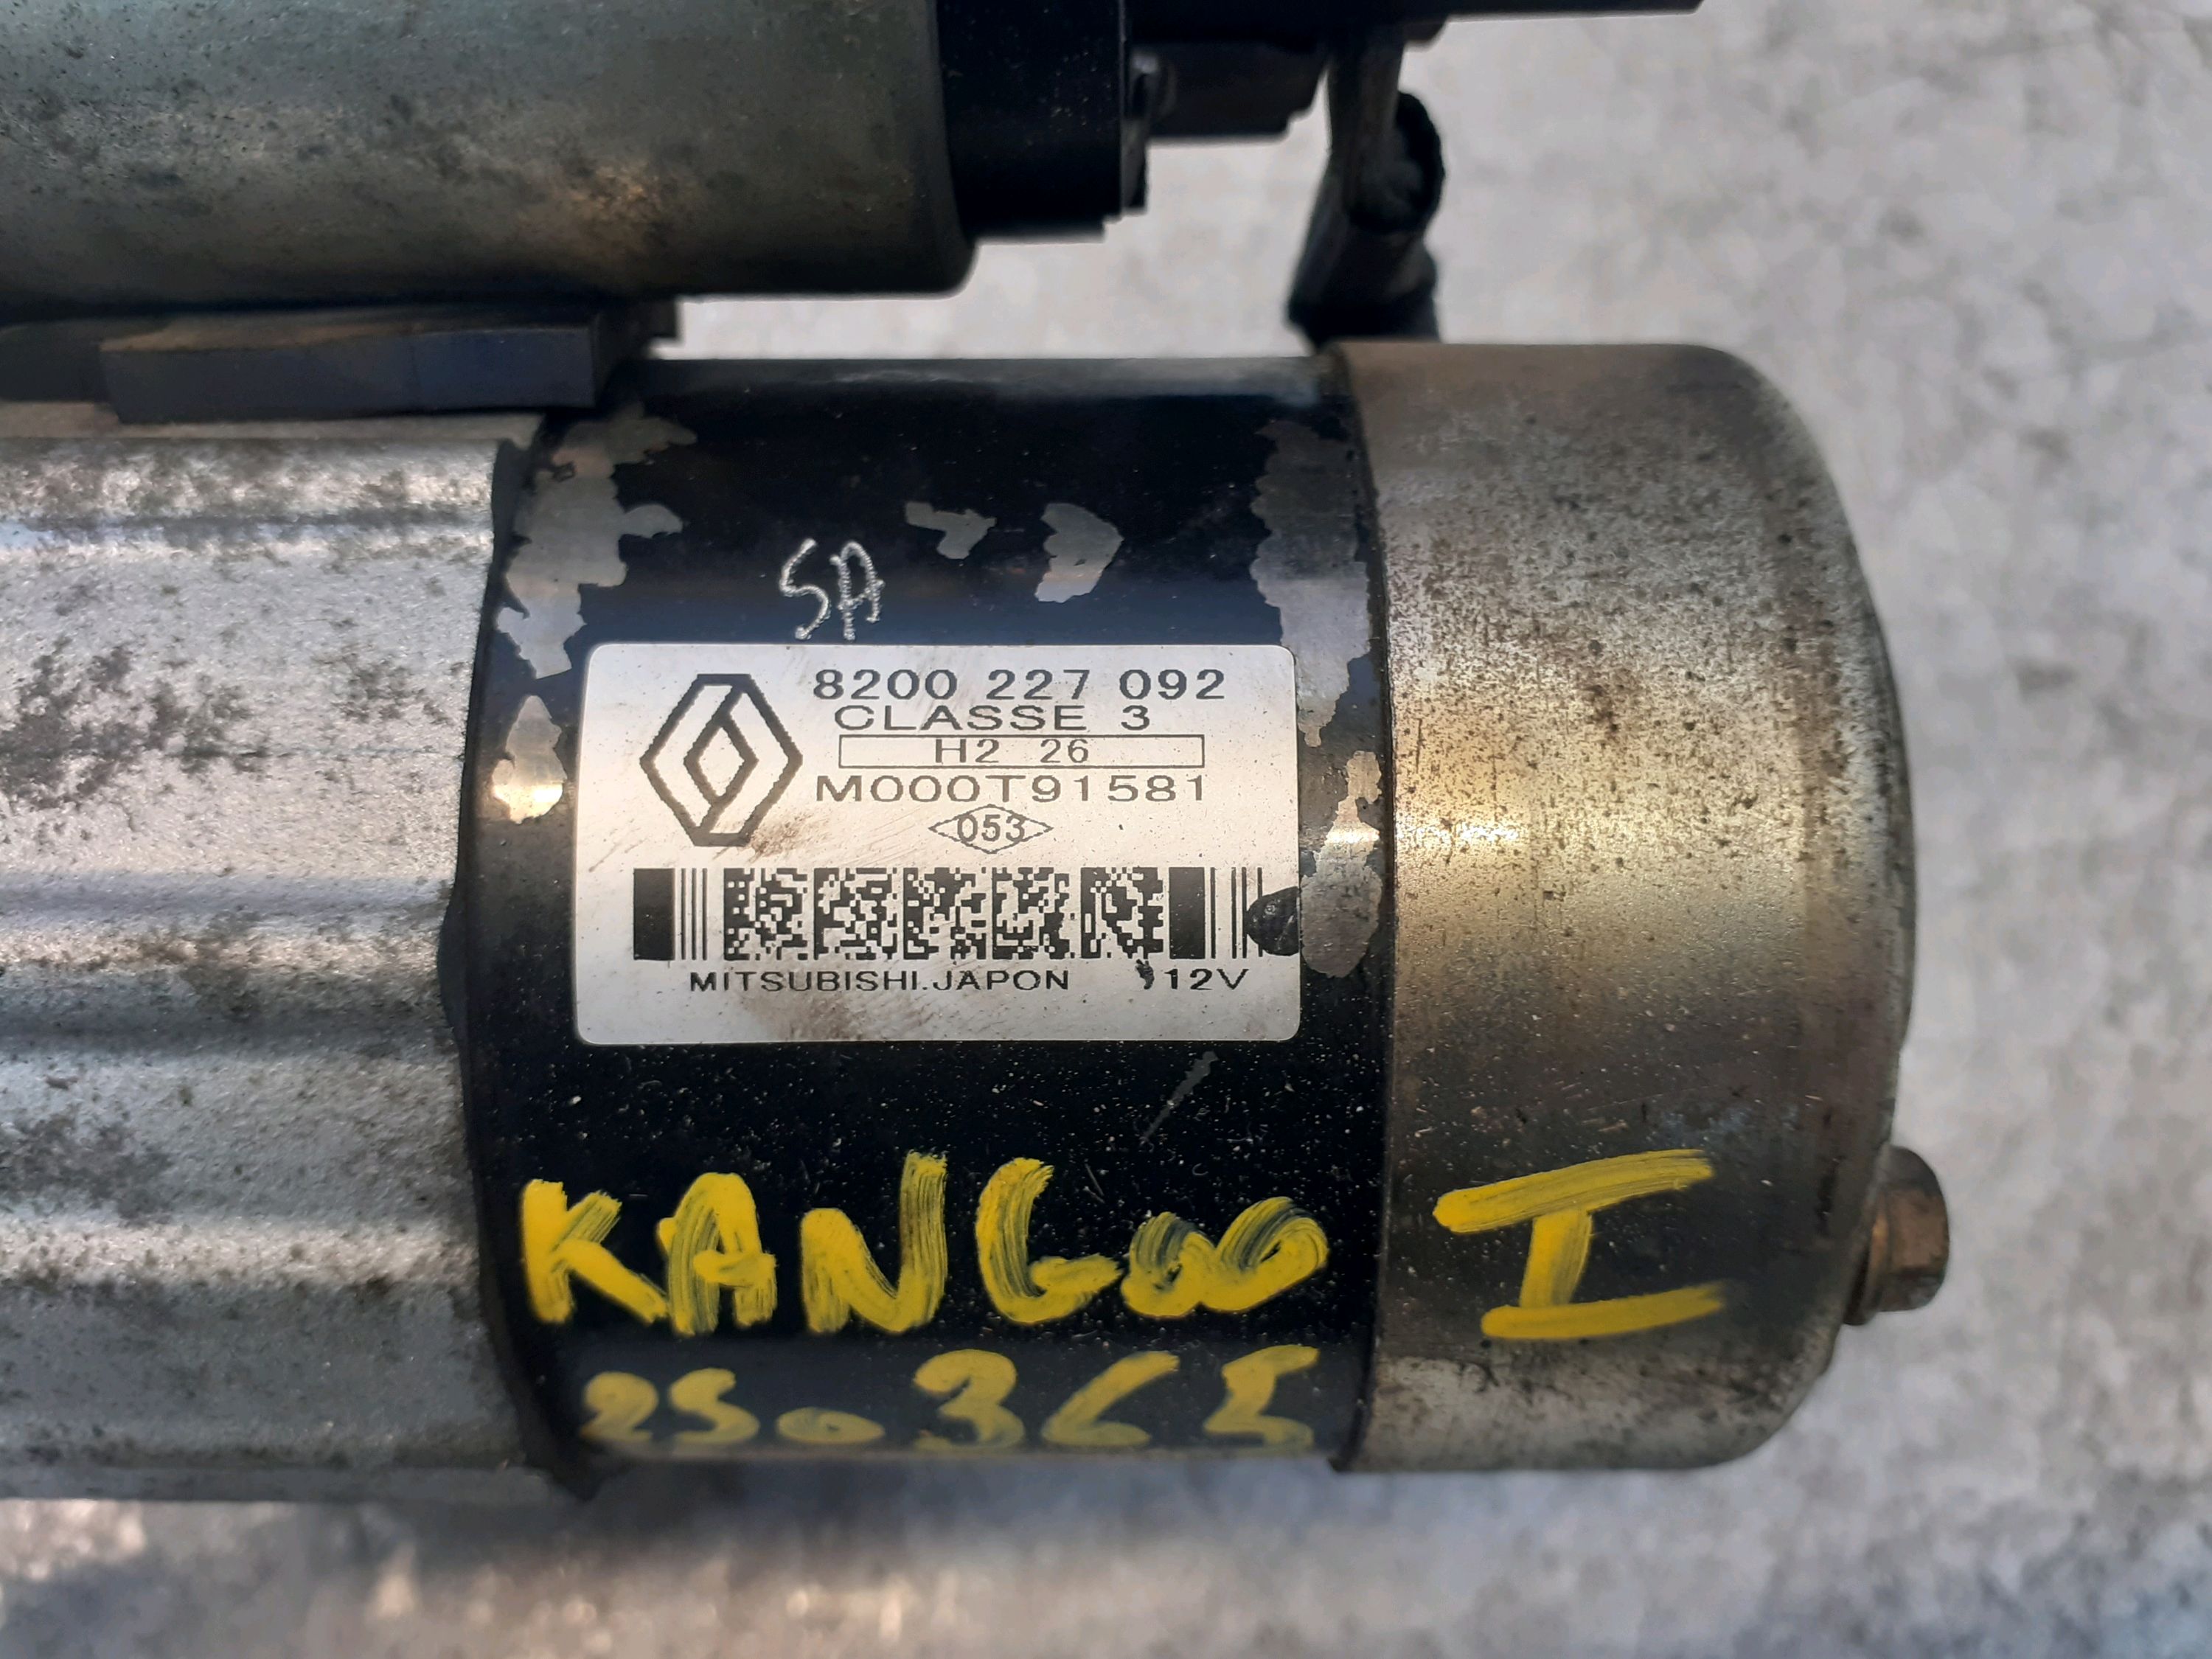 SA
8200 227 092
CLASSE 3
H2 26
M000T91581
053
MITSUBISHI.JAPON 12V
KANGOO I
250365